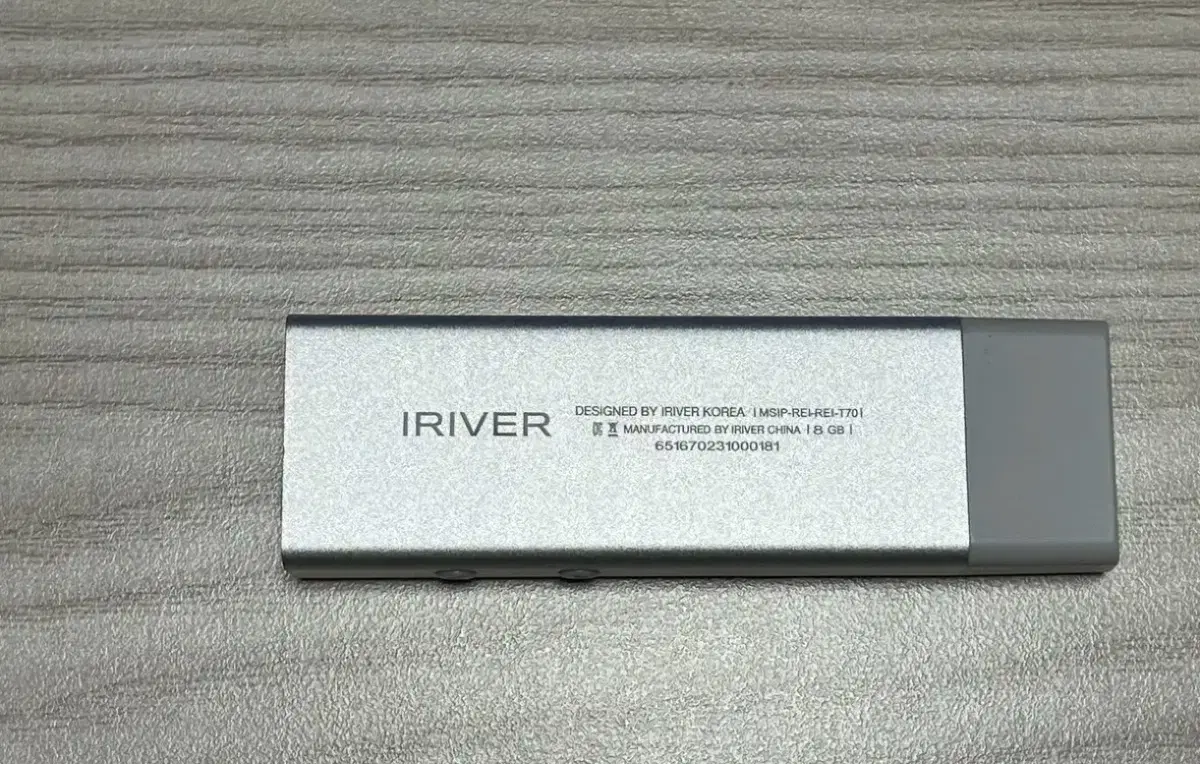 IRIVER
DESIGNED BY IRIVER KOREA | MSIP-REI-REI-T70 |
MANUFACTURED BY IRIVER CHINA | 8 GB |
651670231000181